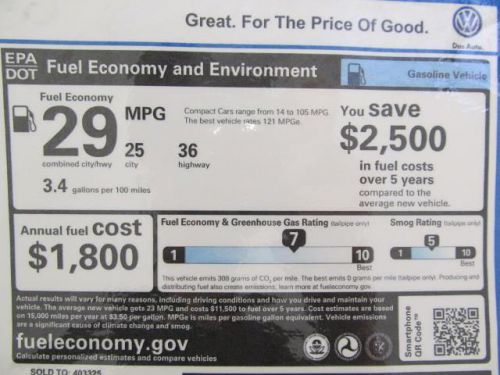 Great. For The Price Of Good.
Das Auto.
EPA
DOT
Fuel Economy and Environment
Gasoline Vehicle
Fuel Economy
29 MPG
combined city/hwy
25
city
36
highway
3.4 gallons per 100 miles
Compact Cars range from 14 to 105 MPG.
The best vehicle rates 121 MPGe.
You save
$2,500
in fuel costs
over 5 years
compared to the
average new vehicle.
Annual fuel cost
$1,800
Fuel Economy & Greenhouse Gas Rating (tailpipe only)
7
1
10
Best
Smog Rating (tailpipe only)
5
1
10
Best
This vehicle emits 308 grams of CO2 per mile. The best emits 0 grams per mile (tailpipe only). Producing and
distributing fuel also create emissions; learn more at fueleconomy.gov.
Actual results will vary for many reasons, including driving conditions and how you drive and maintain your
vehicle. The average new vehicle gets 23 MPG and costs $11,500 to fuel over 5 years. Cost estimates are based
on 15,000 miles per year at $3.50 per gallon. MPGe is miles per gasoline gallon equivalent. Vehicle emissions
are a significant cause of climate change and smog.
fueleconomy.gov
Calculate personalized estimates and compare vehicles
Smartphone
QR Code™
SOLD TO: 403325